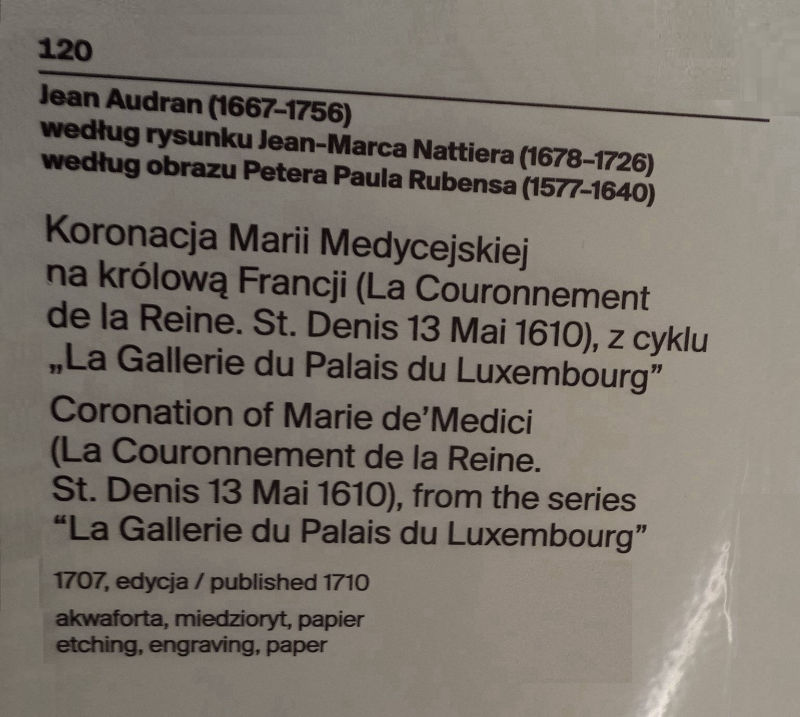 120
Jean Audran (1667–1756)
według rysunku Jean-Marca Nattiera (1678–1726)
według obrazu Petera Paula Rubensa (1577–1640)
Koronacja Marii Medycejskiej
na królową Francji (La Couronnement
de la Reine. St. Denis 13 Mai 1610), z cyklu
„La Gallerie du Palais du Luxembourg”
Coronation of Marie de’Medici
(La Couronnement de la Reine.
St. Denis 13 Mai 1610), from the series
“La Gallerie du Palais du Luxembourg”
1707, edycja / published 1710
akwaforta, miedzioryt, papier
etching, engraving, paper